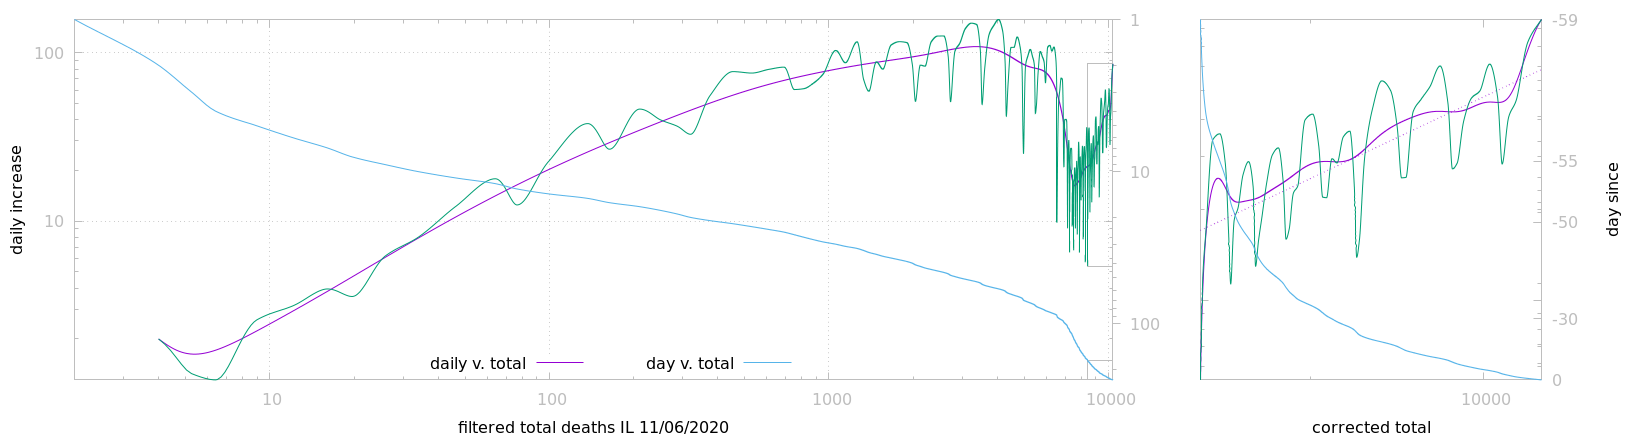 100
10
daily increase
1
10
100
daily v. total
day v. total
10
100
1000
10000
filtered total deaths IL 11/06/2020
-59
-55
-50
-30
0
day since
10000
corrected total